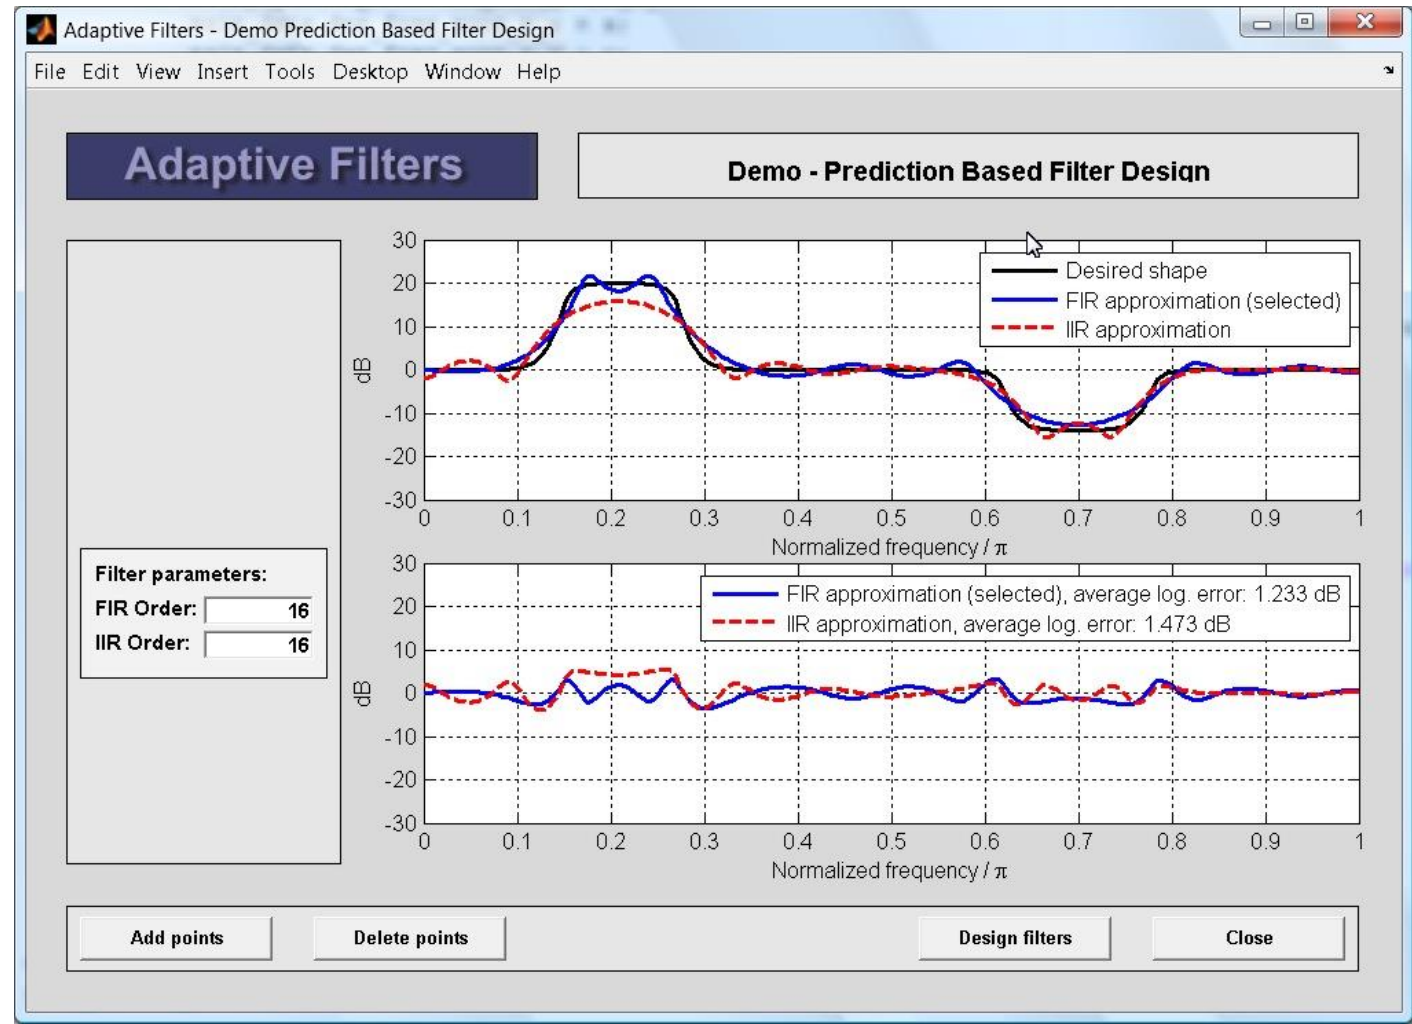 Adaptive Filters - Demo Prediction Based Filter Design
File Edit View Insert Tools Desktop Window Help
Adaptive Filters
Demo - Prediction Based Filter Design
30
20
10
0
-10
-20
-30
dB
Desired shape
FIR approximation (selected)
IIR approximation
0 0.1 0.2 0.3 0.4 0.5 0.6 0.7 0.8 0.9 1
Normalized frequency / π
Filter parameters:
FIR Order: 16
IIR Order: 16
30
20
10
0
-10
-20
-30
dB
FIR approximation (selected), average log. error: 1.233 dB
IIR approximation, average log. error: 1.473 dB
0 0.1 0.2 0.3 0.4 0.5 0.6 0.7 0.8 0.9 1
Normalized frequency / π
Add points Delete points Design filters Close